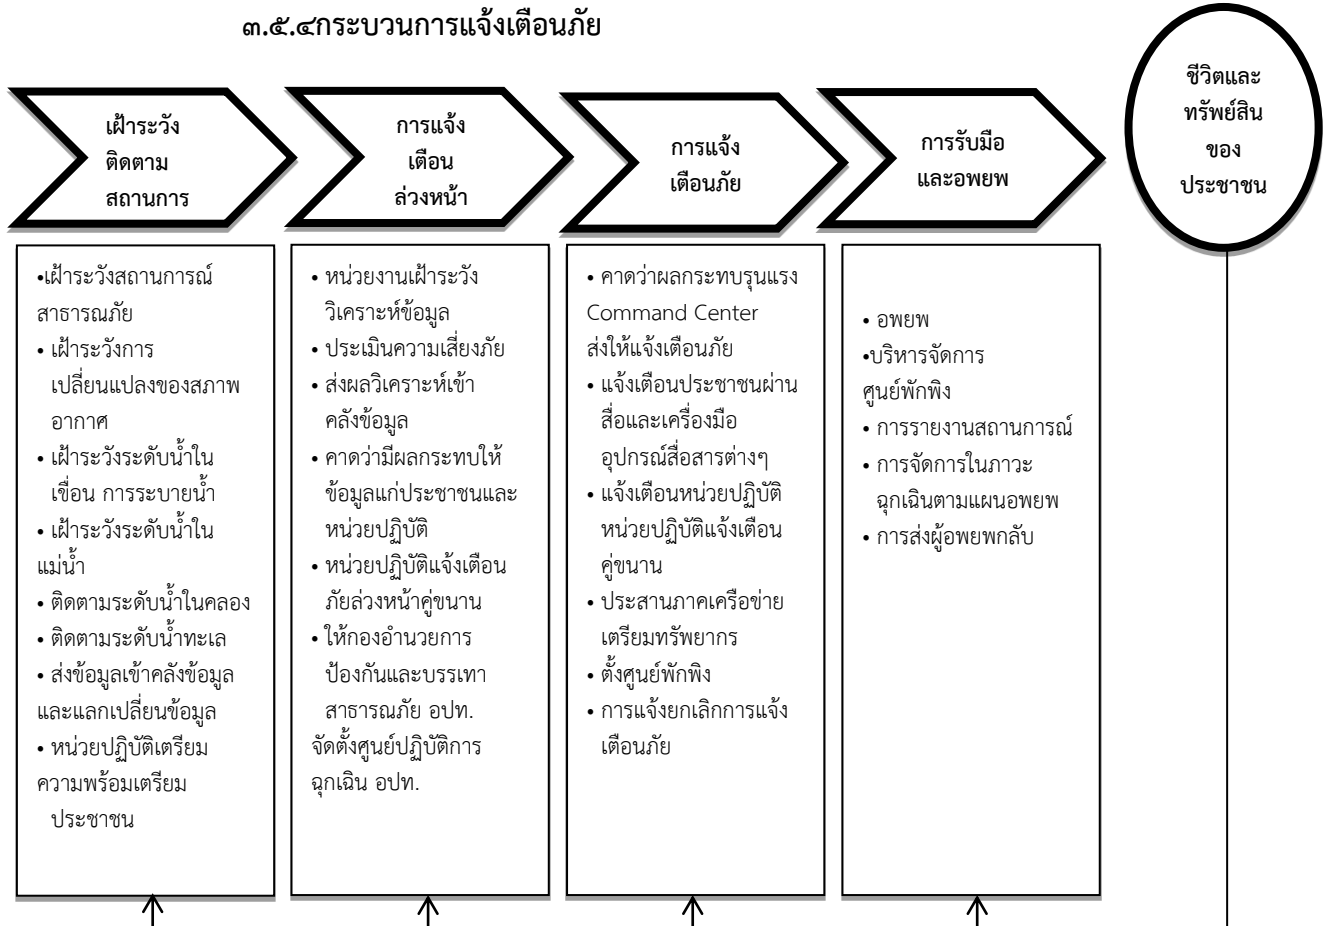 ๓.๕.๔กระบวนการแจ้งเตือนภัย
เฝ้าระวัง
ติดตาม
สถานการ
การแจ้ง
เตือน
ล่วงหน้า
การแจ้ง
เตือนภัย
การรับมือ
และอพยพ
ชีวิตและ
ทรัพย์สิน
ของ
ประชาชน
•เฝ้าระวังสถานการณ์
สาธารณภัย
• เฝ้าระวังการ
เปลี่ยนแปลงของสภาพ
อากาศ
• เฝ้าระวังระดับน้ำใน
เขื่อน การระบายน้ำ
• เฝ้าระวังระดับน้ำใน
แม่น้ำ
• ติดตามระดับน้ำในคลอง
• ติดตามระดับน้ำทะเล
• ส่งข้อมูลเข้าคลังข้อมูล
และแลกเปลี่ยนข้อมูล
• หน่วยปฏิบัติเตรียม
ความพร้อมเตรียม
ประชาชน
• หน่วยงานเฝ้าระวัง
วิเคราะห์ข้อมูล
• ประเมินความเสี่ยงภัย
• ส่งผลวิเคราะห์เข้า
คลังข้อมูล
• คาดว่ามีผลกระทบให้
ข้อมูลแก่ประชาชนและ
หน่วยปฏิบัติ
• หน่วยปฏิบัติแจ้งเตือน
ภัยล่วงหน้าคู่ขนาน
• ให้กองอำนวยการ
ป้องกันและบรรเทา
สาธารณภัย อปท.
จัดตั้งศูนย์ปฏิบัติการ
ฉุกเฉิน อปท.
• คาดว่าผลกระทบรุนแรง
Command Center
ส่งให้แจ้งเตือนภัย
• แจ้งเตือนประชาชนผ่าน
สื่อและเครื่องมือ
อุปกรณ์สื่อสารต่างๆ
• แจ้งเตือนหน่วยปฏิบัติ
หน่วยปฏิบัติแจ้งเตือน
คู่ขนาน
• ประสานภาคเครือข่าย
เตรียมทรัพยากร
• ตั้งศูนย์พักพิง
• การแจ้งยกเลิกการแจ้ง
เตือนภัย
• อพยพ
•บริหารจัดการ
ศูนย์พักพิง
• การรายงานสถานการณ์
• การจัดการในภาวะ
ฉุกเฉินตามแผนอพยพ
• การส่งผู้อพยพกลับ